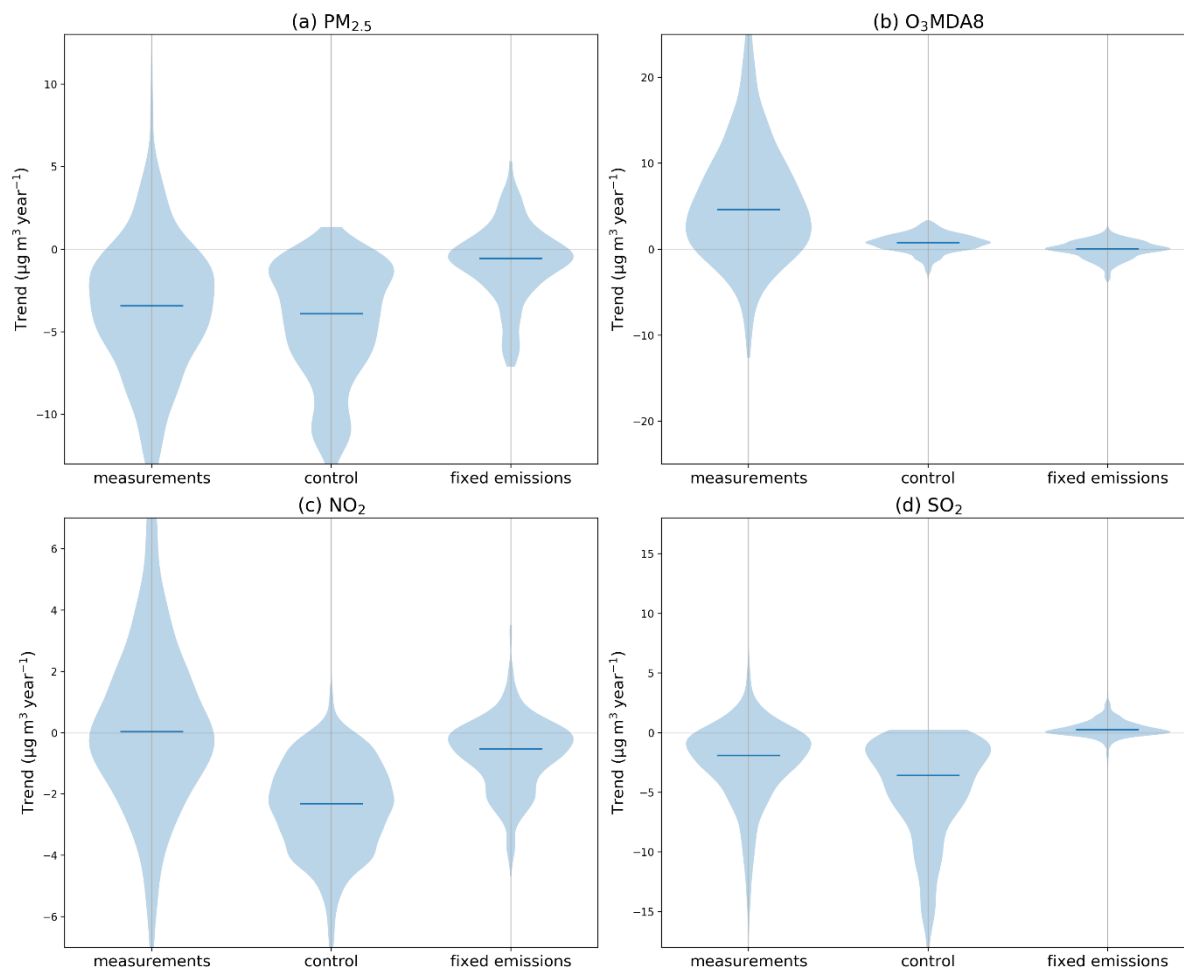 (a) PM₂.₅
10
5
0
−5
−10
Trend (µg m³ year⁻¹)
measurements control fixed emissions
(b) O₃MDA8
20
10
0
−10
−20
Trend (µg m³ year⁻¹)
measurements control fixed emissions
(c) NO₂
6
4
2
0
−2
−4
−6
Trend (µg m³ year⁻¹)
measurements control fixed emissions
(d) SO₂
15
10
5
0
−5
−10
−15
Trend (µg m³ year⁻¹)
measurements control fixed emissions